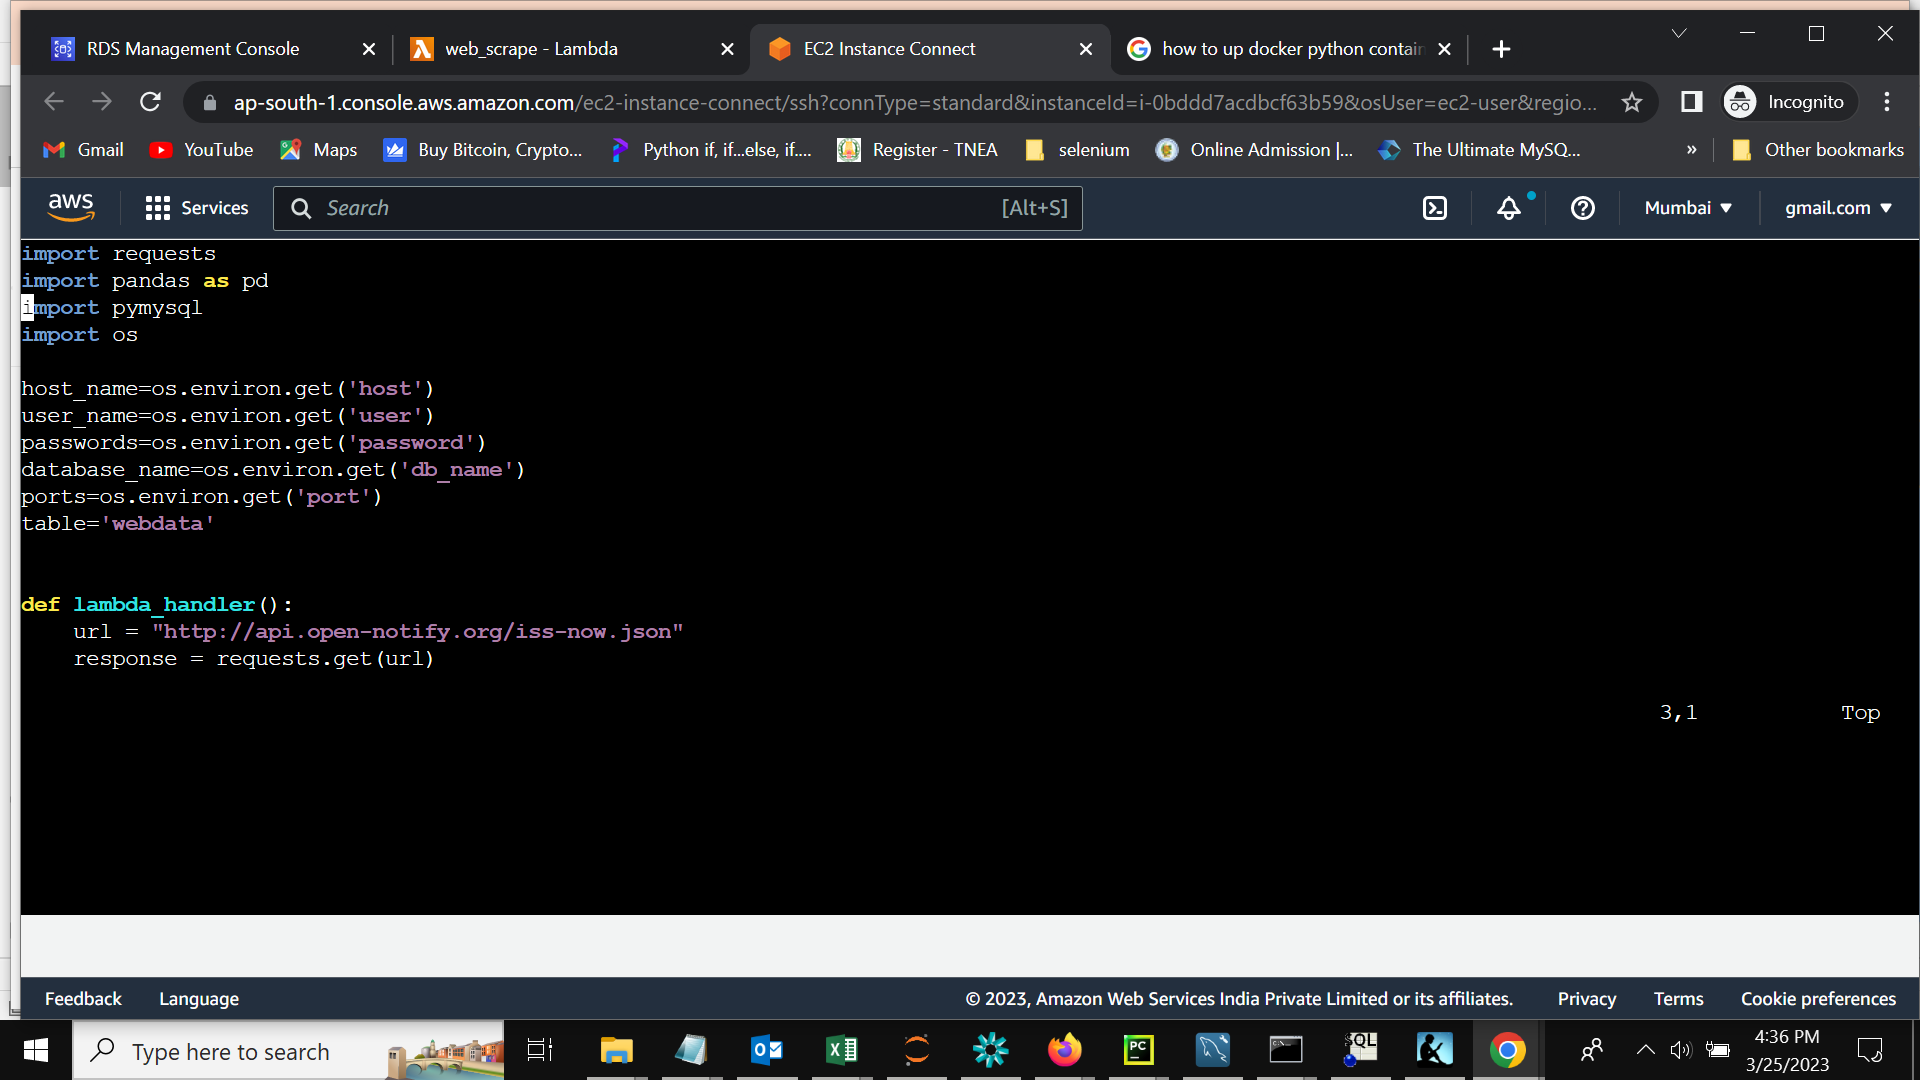 RDS Management Console
web_scrape - Lambda
EC2 Instance Connect
how to up docker python contain
ap-south-1.console.aws.amazon.com/ec2-instance-connect/ssh?connType=standard&instanceId=i-0bddd7acdbcf63b59&osUser=ec2-user&regio...
Incognito
Gmail
YouTube
Maps
Buy Bitcoin, Crypto...
Python if, if...else, if....
Register - TNEA
selenium
Online Admission |...
The Ultimate MySQ...
»
Other bookmarks
aws
Services
Search
[Alt+S]
Mumbai
gmail.com
import requests
import pandas as pd
import pymysql
import os
host_name=os.environ.get('host')
user_name=os.environ.get('user')
passwords=os.environ.get('password')
database_name=os.environ.get('db_name')
ports=os.environ.get('port')
table='webdata'
def lambda_handler():
url = "http://api.open-notify.org/iss-now.json"
response = requests.get(url)
3,1
Top
Feedback
Language
© 2023, Amazon Web Services India Private Limited or its affiliates.
Privacy
Terms
Cookie preferences
Type here to search
PC
SQL
4:36 PM
3/25/2023